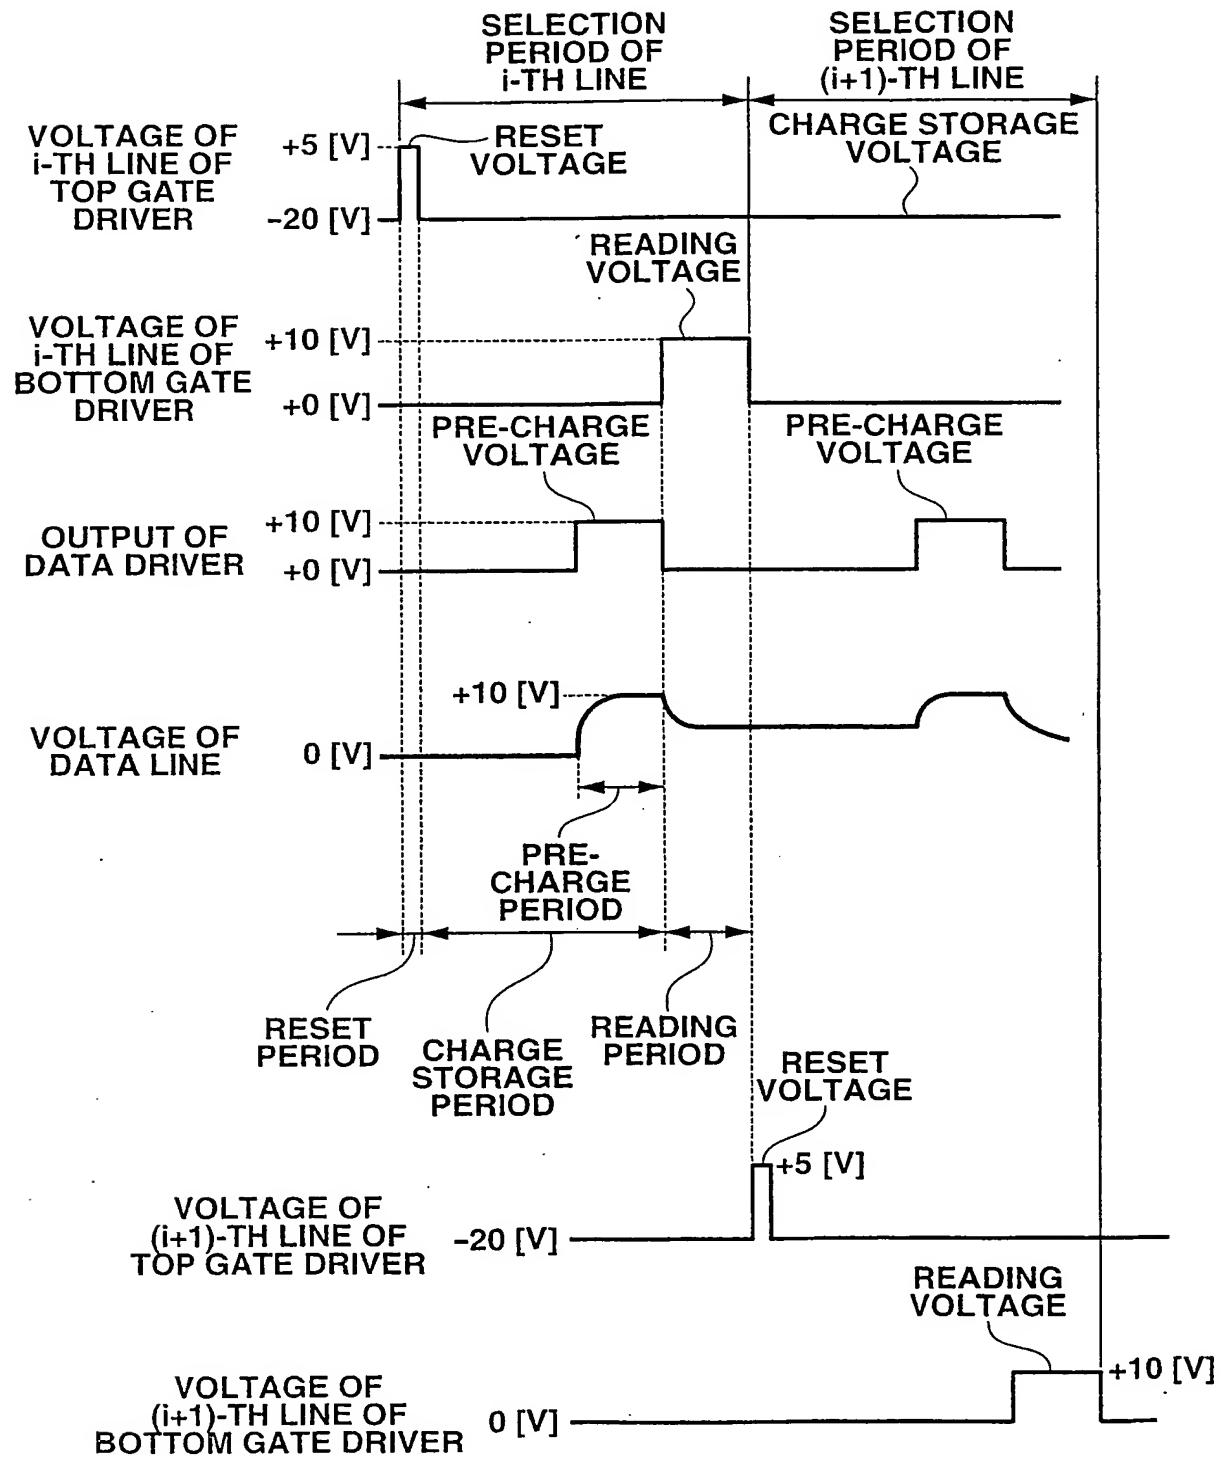 SELECTION
PERIOD OF
i-TH LINE
SELECTION
PERIOD OF
(i+1)-TH LINE
VOLTAGE OF
i-TH LINE OF
TOP GATE
DRIVER
+5 [V]
-20 [V]
RESET
VOLTAGE
CHARGE STORAGE
VOLTAGE
READING
VOLTAGE
VOLTAGE OF
i-TH LINE OF
BOTTOM GATE
DRIVER
+10 [V]
+0 [V]
PRE-CHARGE
VOLTAGE
PRE-CHARGE
VOLTAGE
OUTPUT OF
DATA DRIVER
+10 [V]
+0 [V]
VOLTAGE OF
DATA LINE
+10 [V]
0 [V]
PRE-
CHARGE
PERIOD
RESET
PERIOD
CHARGE
STORAGE
PERIOD
READING
PERIOD
RESET
VOLTAGE
+5 [V]
VOLTAGE OF
(i+1)-TH LINE OF
TOP GATE DRIVER
-20 [V]
READING
VOLTAGE
+10 [V]
VOLTAGE OF
(i+1)-TH LINE OF
BOTTOM GATE DRIVER
0 [V]